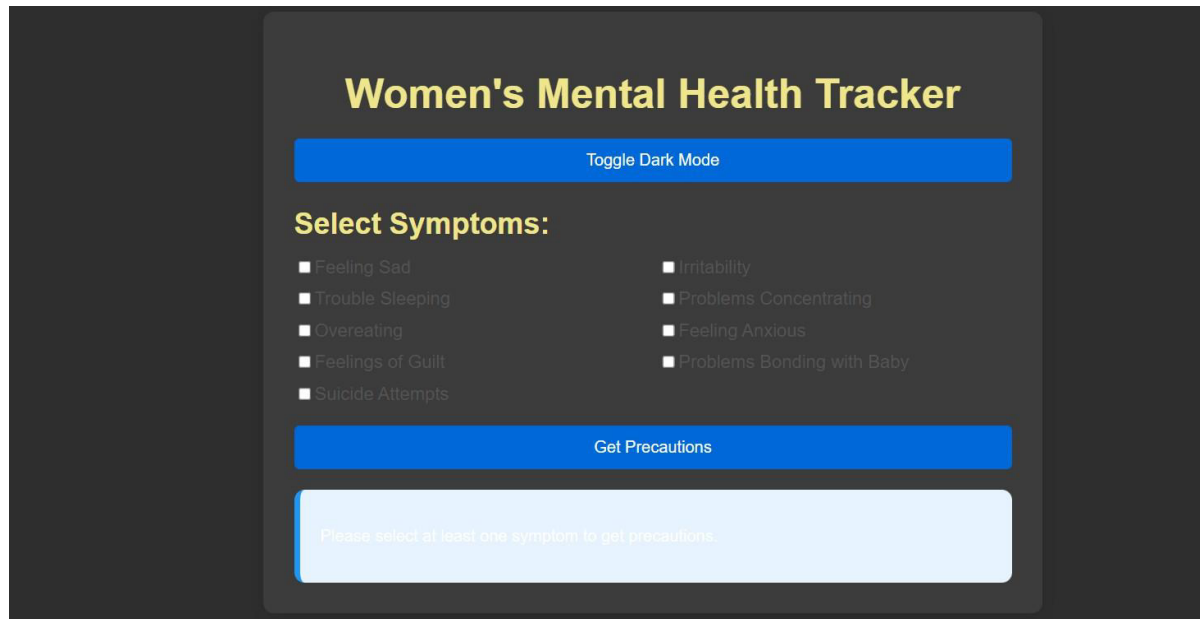 Women's Mental Health Tracker
Toggle Dark Mode
Select Symptoms:
Feeling Sad
Irritability
Trouble Sleeping
Problems Concentrating
Overeating
Feeling Anxious
Feelings of Guilt
Problems Bonding with Baby
Suicide Attempts
Get Precautions
Please select at least one symptom to get precautions.